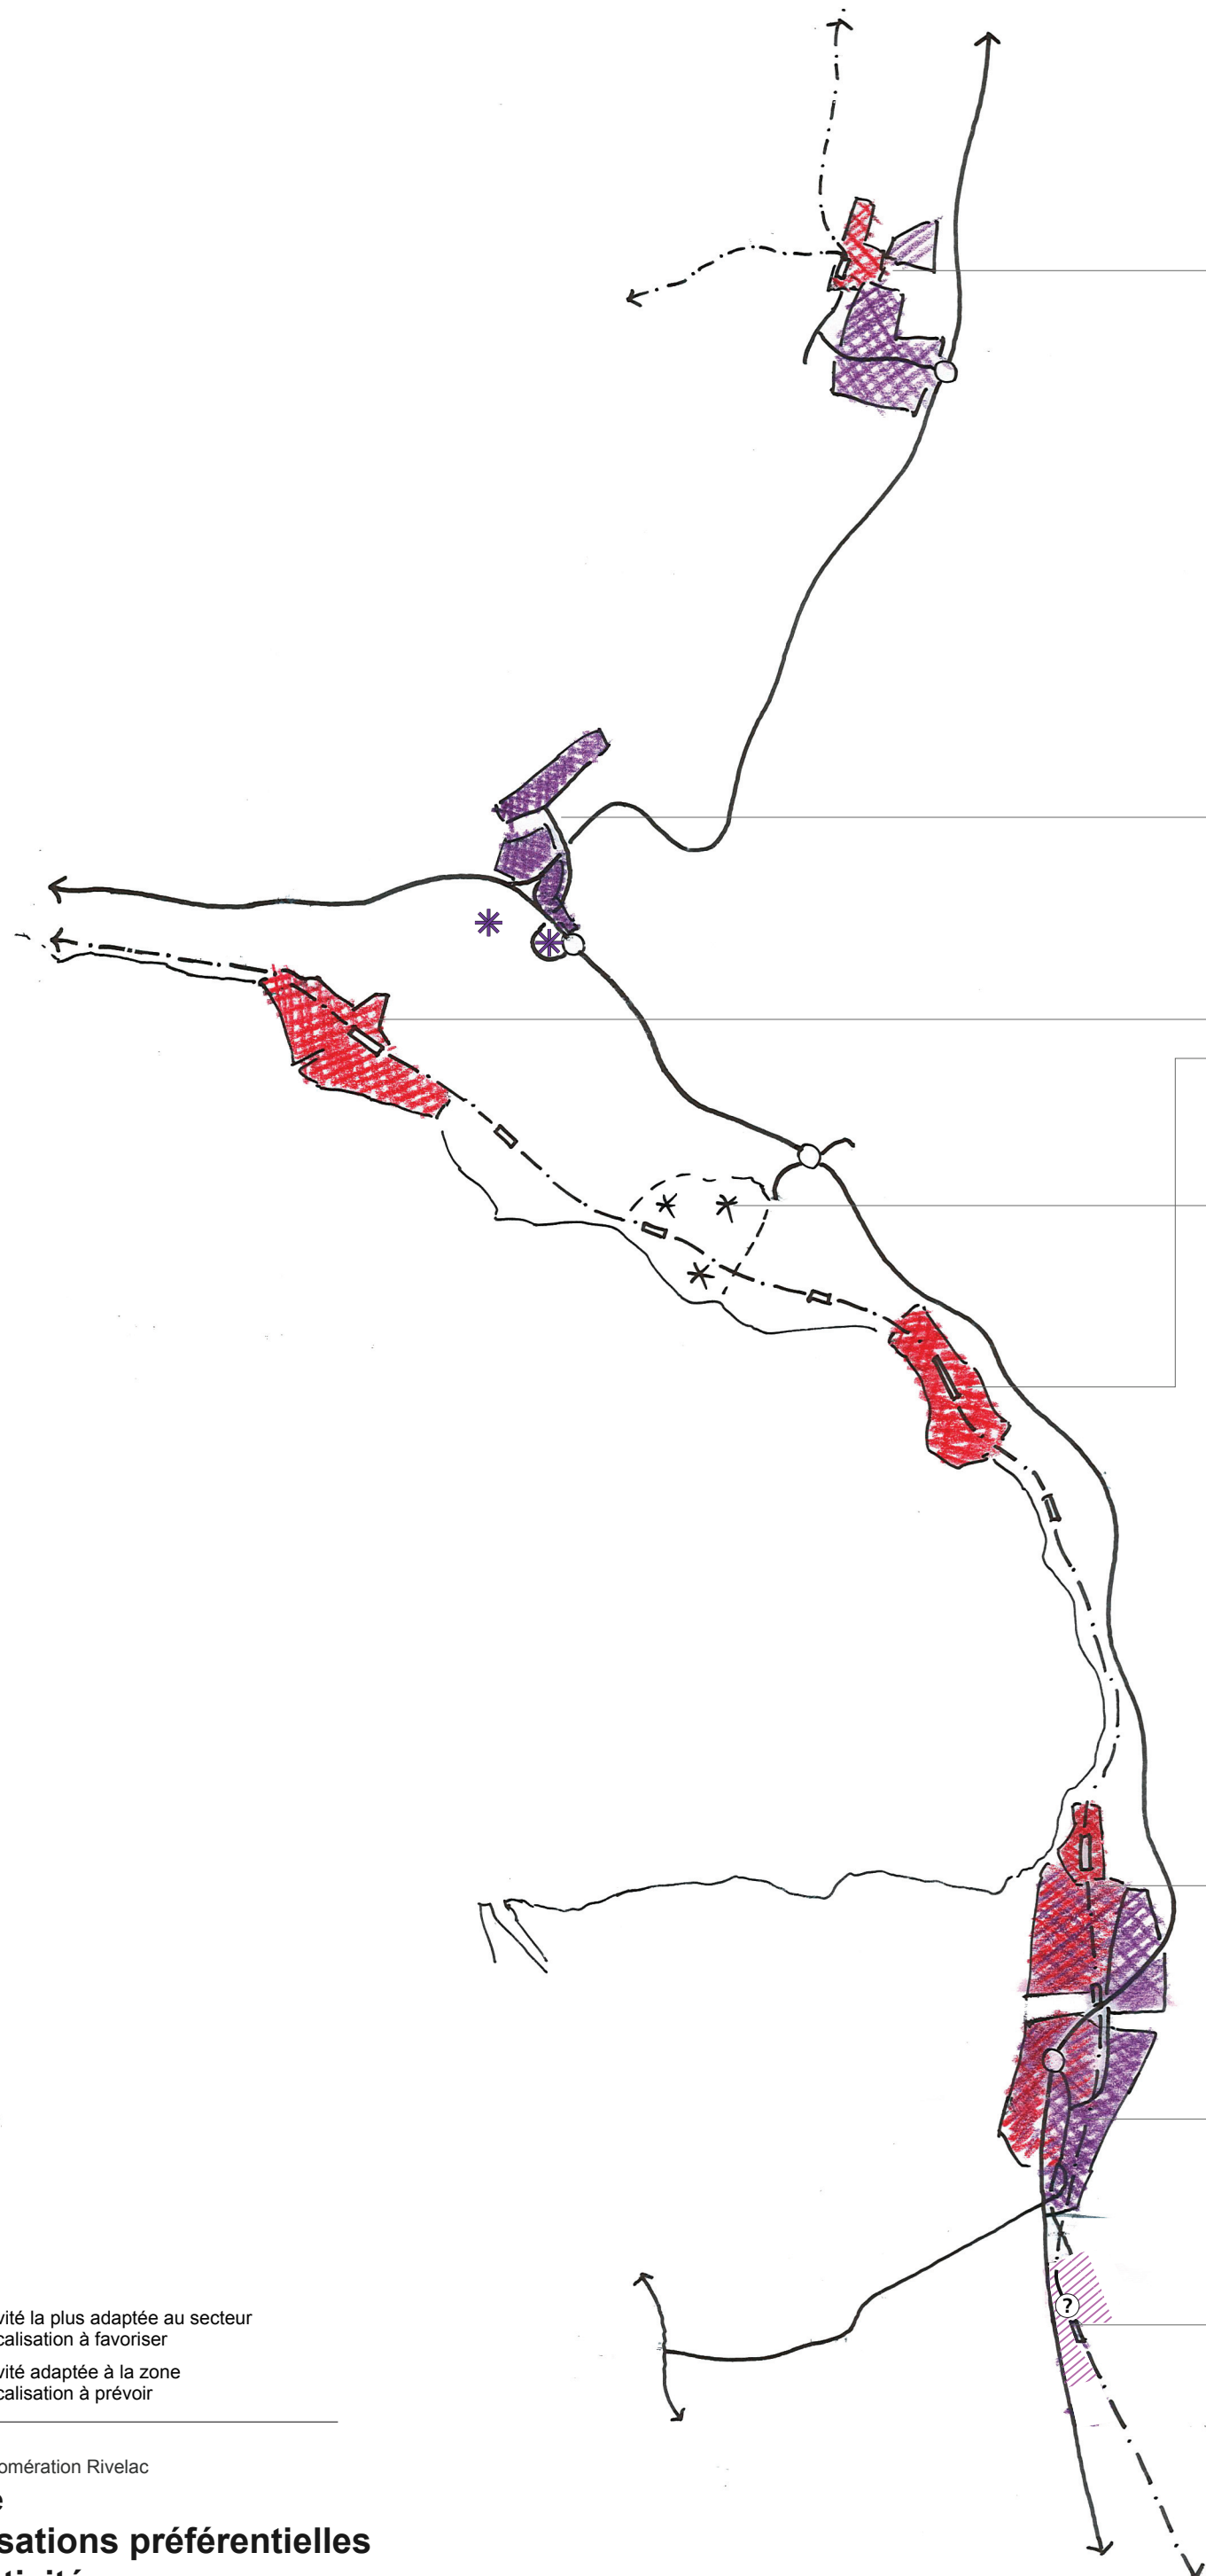 ?
vité la plus adaptée au secteur
calisation à favoriser
vité adaptée à la zone
calisation à prévoir
omération Rivelac
e
sations préférentielles